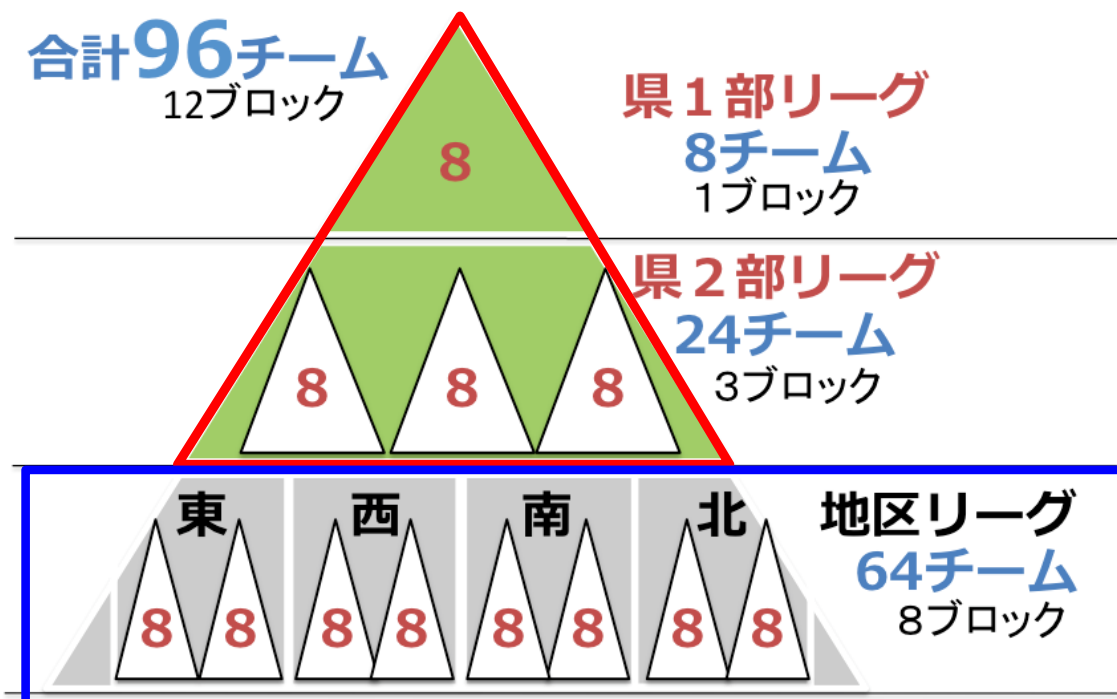 合計96チーム
12ブロック
県１部リーグ
8チーム
1ブロック
8
県２部リーグ
24チーム
3ブロック
8 8 8
東 西 南 北
地区リーグ
64チーム
8ブロック
8 8 8 8 8 8 8 8